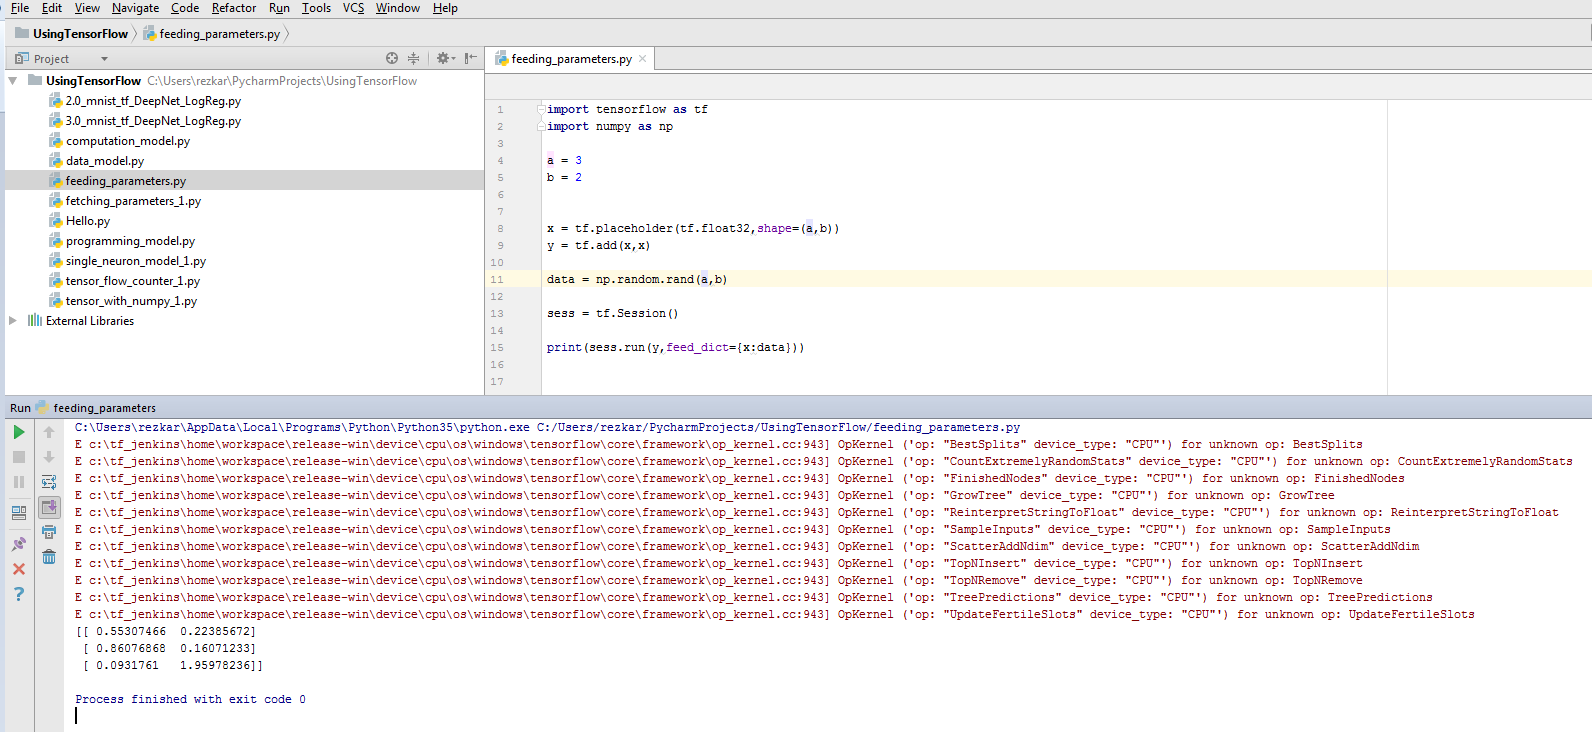 File Edit View Navigate Code Refactor Run Tools VCS Window Help
UsingTensorFlow feeding_parameters.py
Project
feeding_parameters.py
UsingTensorFlow C:\Users\rezkar\PycharmProjects\UsingTensorFlow
2.0_mnist_tf_DeepNet_LogReg.py
3.0_mnist_tf_DeepNet_LogReg.py
computation_model.py
data_model.py
feeding_parameters.py
fetching_parameters_1.py
Hello.py
programming_model.py
single_neuron_model_1.py
tensor_flow_counter_1.py
tensor_with_numpy_1.py
External Libraries
1 import tensorflow as tf
2 import numpy as np
3
4 a = 3
5 b = 2
6
7
8 x = tf.placeholder(tf.float32,shape=(a,b))
9 y = tf.add(x,x)
10
11 data = np.random.rand(a,b)
12
13 sess = tf.Session()
14
15 print(sess.run(y,feed_dict={x:data}))
16
17
Run feeding_parameters
C:\Users\rezkar\AppData\Local\Programs\Python\Python35\python.exe C:/Users/rezkar/PycharmProjects/UsingTensorFlow/feeding_parameters.py
E c:\tf_jenkins\home\workspace\release-win\device\cpu\os\windows\tensorflow\core\framework\op_kernel.cc:943] OpKernel ('op: "BestSplits" device_type: "CPU"') for unknown op: BestSplits
E c:\tf_jenkins\home\workspace\release-win\device\cpu\os\windows\tensorflow\core\framework\op_kernel.cc:943] OpKernel ('op: "CountExtremelyRandomStats" device_type: "CPU"') for unknown op: CountExtremelyRandomStats
E c:\tf_jenkins\home\workspace\release-win\device\cpu\os\windows\tensorflow\core\framework\op_kernel.cc:943] OpKernel ('op: "FinishedNodes" device_type: "CPU"') for unknown op: FinishedNodes
E c:\tf_jenkins\home\workspace\release-win\device\cpu\os\windows\tensorflow\core\framework\op_kernel.cc:943] OpKernel ('op: "GrowTree" device_type: "CPU"') for unknown op: GrowTree
E c:\tf_jenkins\home\workspace\release-win\device\cpu\os\windows\tensorflow\core\framework\op_kernel.cc:943] OpKernel ('op: "ReinterpretStringToFloat" device_type: "CPU"') for unknown op: ReinterpretStringToFloat
E c:\tf_jenkins\home\workspace\release-win\device\cpu\os\windows\tensorflow\core\framework\op_kernel.cc:943] OpKernel ('op: "SampleInputs" device_type: "CPU"') for unknown op: SampleInputs
E c:\tf_jenkins\home\workspace\release-win\device\cpu\os\windows\tensorflow\core\framework\op_kernel.cc:943] OpKernel ('op: "ScatterAddNdim" device_type: "CPU"') for unknown op: ScatterAddNdim
E c:\tf_jenkins\home\workspace\release-win\device\cpu\os\windows\tensorflow\core\framework\op_kernel.cc:943] OpKernel ('op: "TopNInsert" device_type: "CPU"') for unknown op: TopNInsert
E c:\tf_jenkins\home\workspace\release-win\device\cpu\os\windows\tensorflow\core\framework\op_kernel.cc:943] OpKernel ('op: "TopNRemove" device_type: "CPU"') for unknown op: TopNRemove
E c:\tf_jenkins\home\workspace\release-win\device\cpu\os\windows\tensorflow\core\framework\op_kernel.cc:943] OpKernel ('op: "TreePredictions" device_type: "CPU"') for unknown op: TreePredictions
E c:\tf_jenkins\home\workspace\release-win\device\cpu\os\windows\tensorflow\core\framework\op_kernel.cc:943] OpKernel ('op: "UpdateFertileSlots" device_type: "CPU"') for unknown op: UpdateFertileSlots
[[ 0.55307466 0.22385672]
[ 0.86076868 0.16071233]
[ 0.0931761 1.95978236]]
Process finished with exit code 0